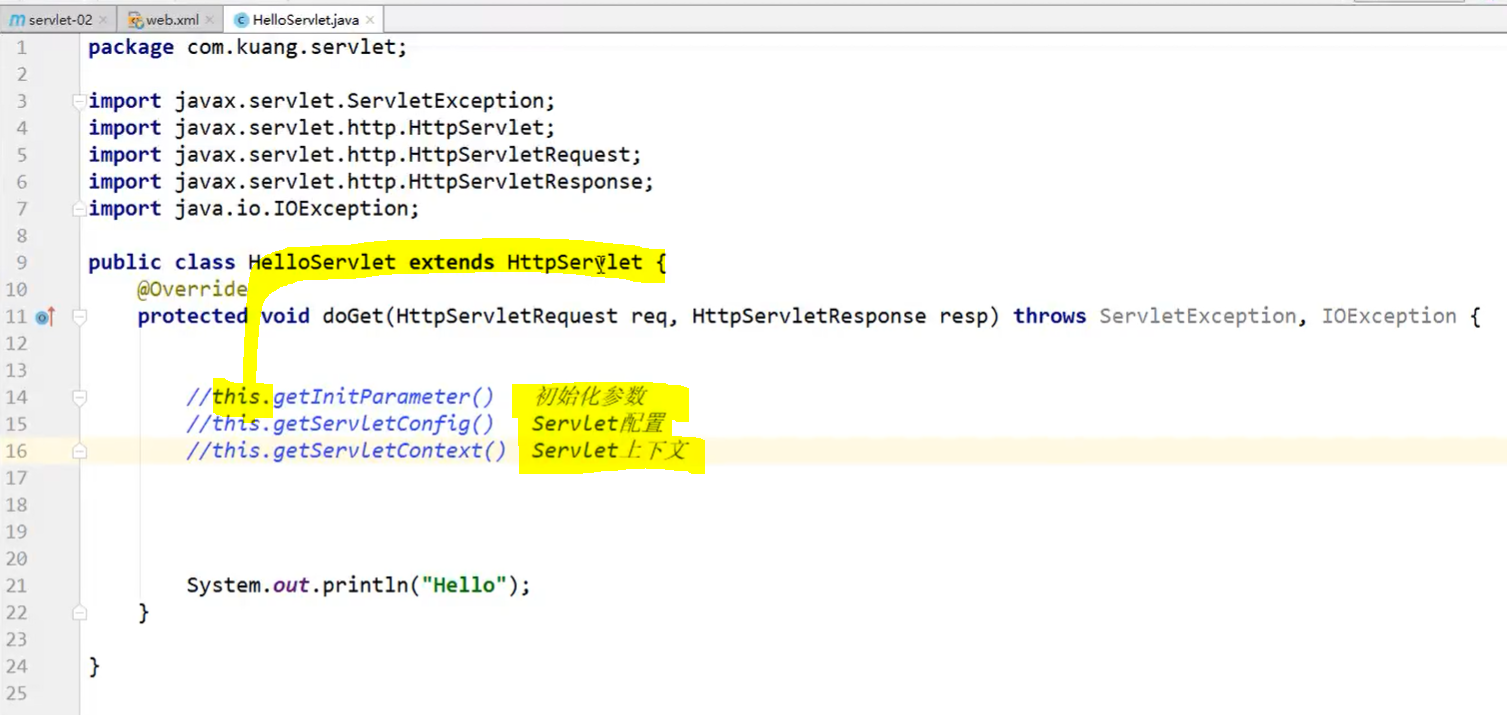 servlet-02 web.xml HelloServlet.java
1 package com.kuang.servlet;
2
3 import javax.servlet.ServletException;
4 import javax.servlet.http.HttpServlet;
5 import javax.servlet.http.HttpServletRequest;
6 import javax.servlet.http.HttpServletResponse;
7 import java.io.IOException;
8
9 public class HelloServlet extends HttpServlet {
10 @Override
11 protected void doGet(HttpServletRequest req, HttpServletResponse resp) throws ServletException, IOException {
12
13
14 //this.getInitParameter() 初始化参数
15 //this.getServletConfig() Servlet配置
16 //this.getServletContext() Servlet上下文
17
18
19
20
21 System.out.println("Hello");
22 }
23
24 }
25